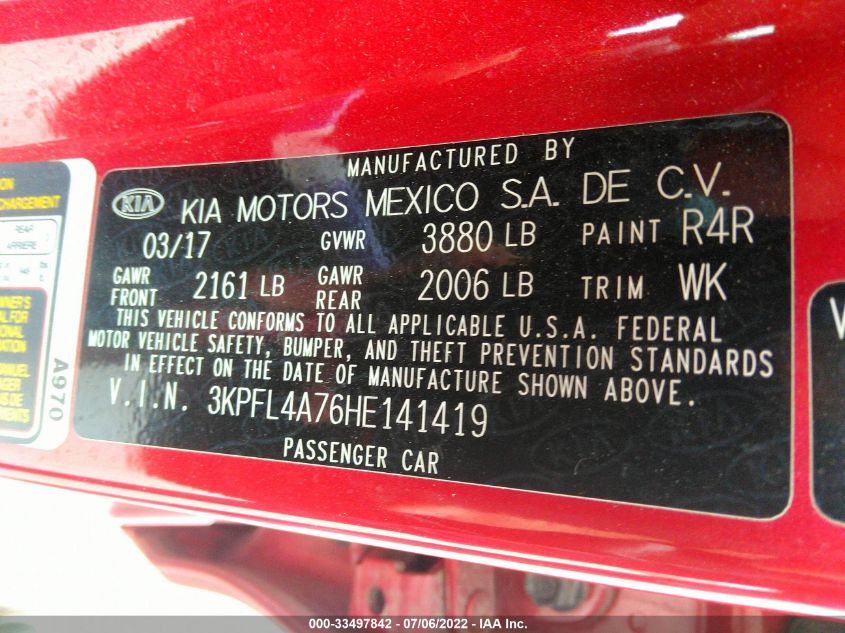 MANUFACTURED BY
KIA KIA MOTORS MEXICO S.A. DE C.V.
03/17 GVWR 3880 LB PAINT R4R
GAWR FRONT 2161 LB GAWR REAR 2006 LB TRIM WK
THIS VEHICLE CONFORMS TO ALL APPLICABLE U.S.A. FEDERAL
MOTOR VEHICLE SAFETY, BUMPER, AND THEFT PREVENTION STANDARDS
IN EFFECT ON THE DATE OF MANUFACTURE SHOWN ABOVE.
V.I.N. 3KPFL4A76HE141419
PASSENGER CAR
REAR
ARRIERE
A970
000-33497842 - 07/06/2022 - IAA Inc.